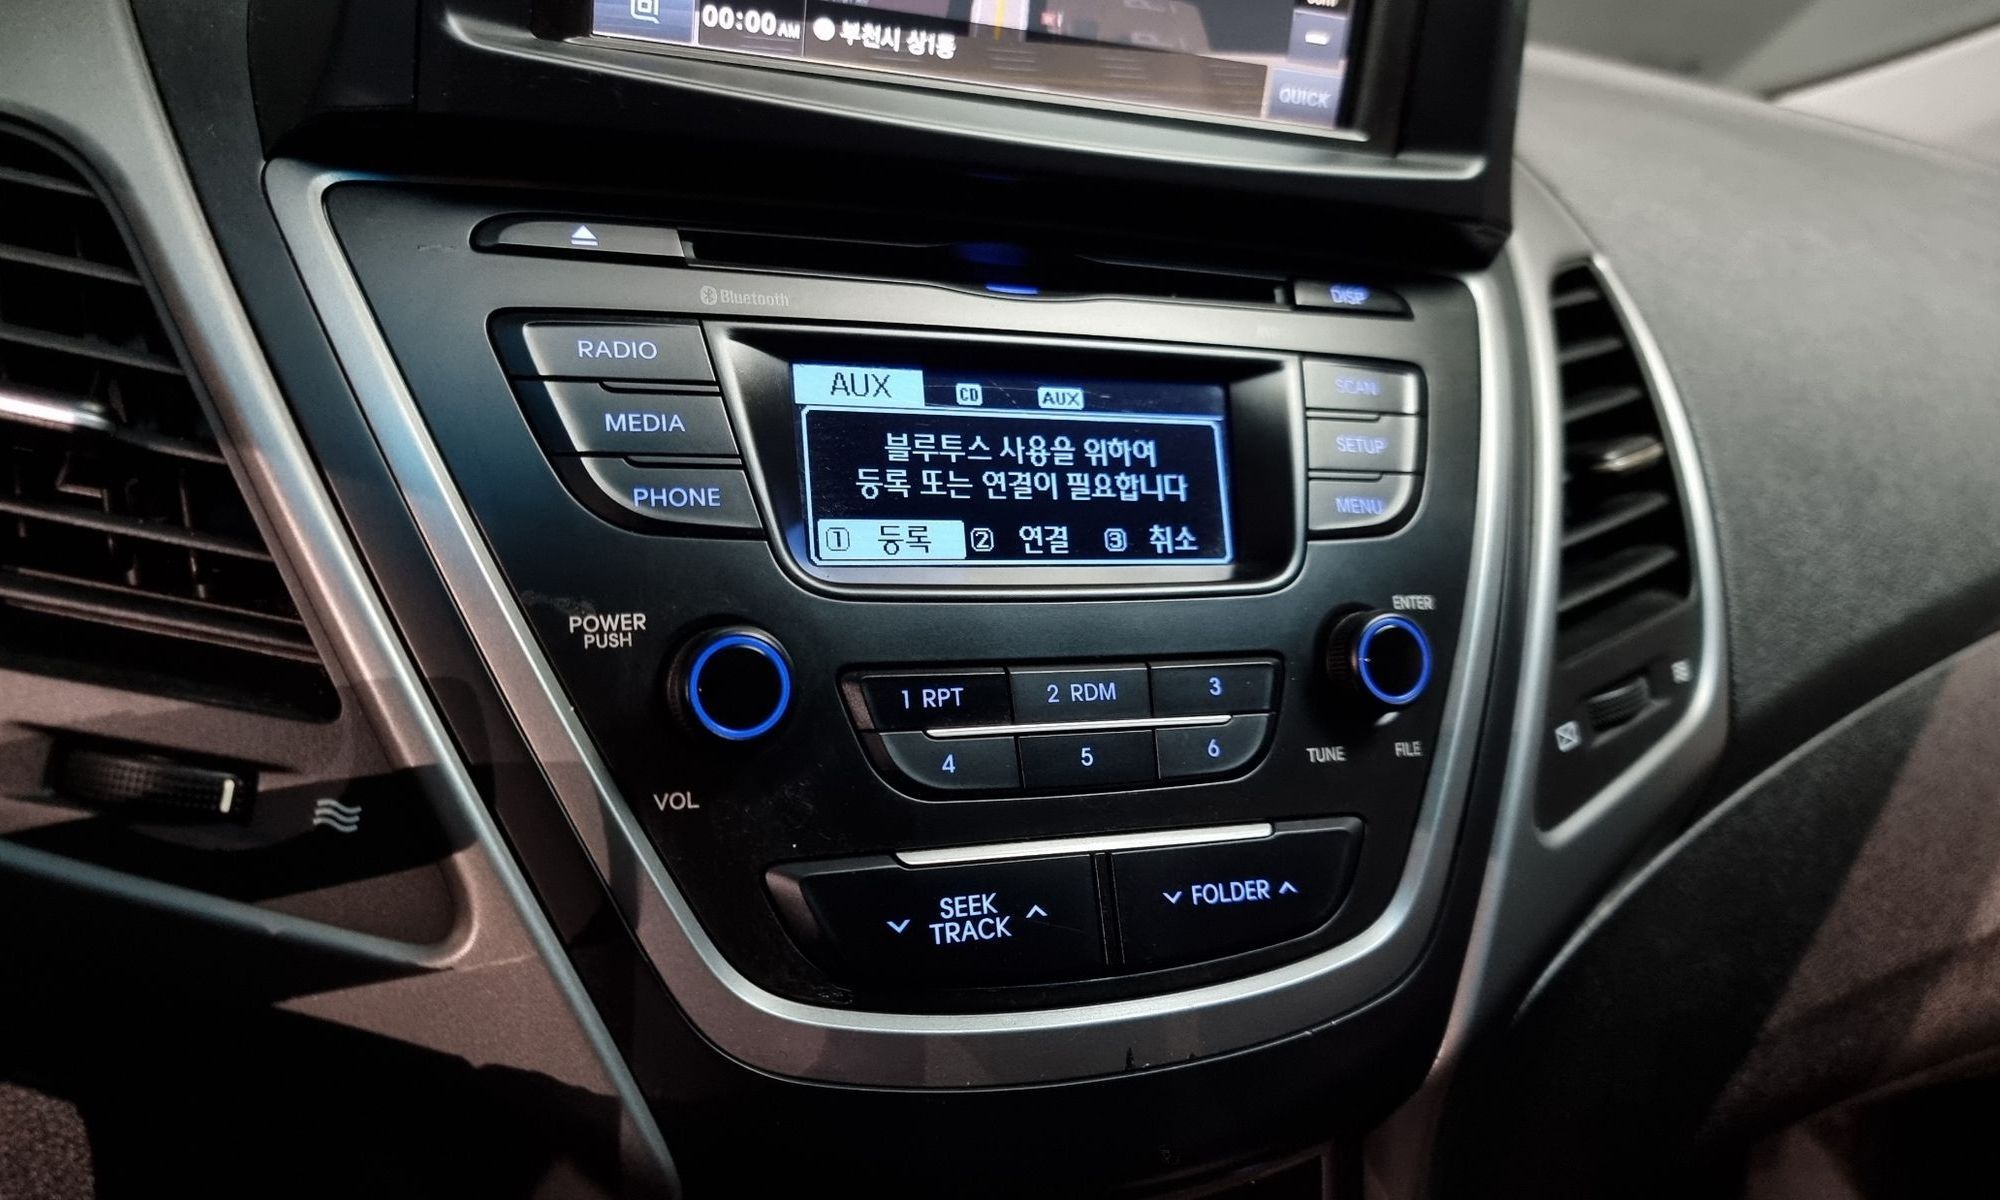 00:00AM
부천시 상1동
QUICK
Bluetooth
DISP
RADIO
MEDIA
PHONE
AUX CD AUX
블루투스 사용을 위하여
등록 또는 연결이 필요합니다
1 등록 2 연결 3 취소
SCAN
SETUP
MENU
POWER
PUSH
VOL
1 RPT
2 RDM
3
4
5
6
ENTER
TUNE
FILE
SEEK
TRACK
FOLDER